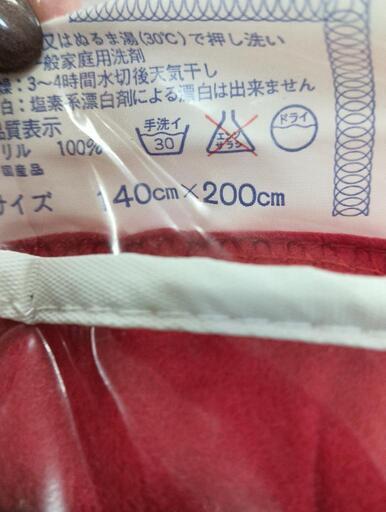 又はぬるま湯(30℃)で押し洗い
一般家庭用洗剤
燥：3〜4時間水切後天気干し
白：塩素系漂白剤による漂白は出来ません
品質表示
リル 100%
国産品
手洗イ
30
エンソ
サラシ
ドライ
サイズ 140cm×200cm